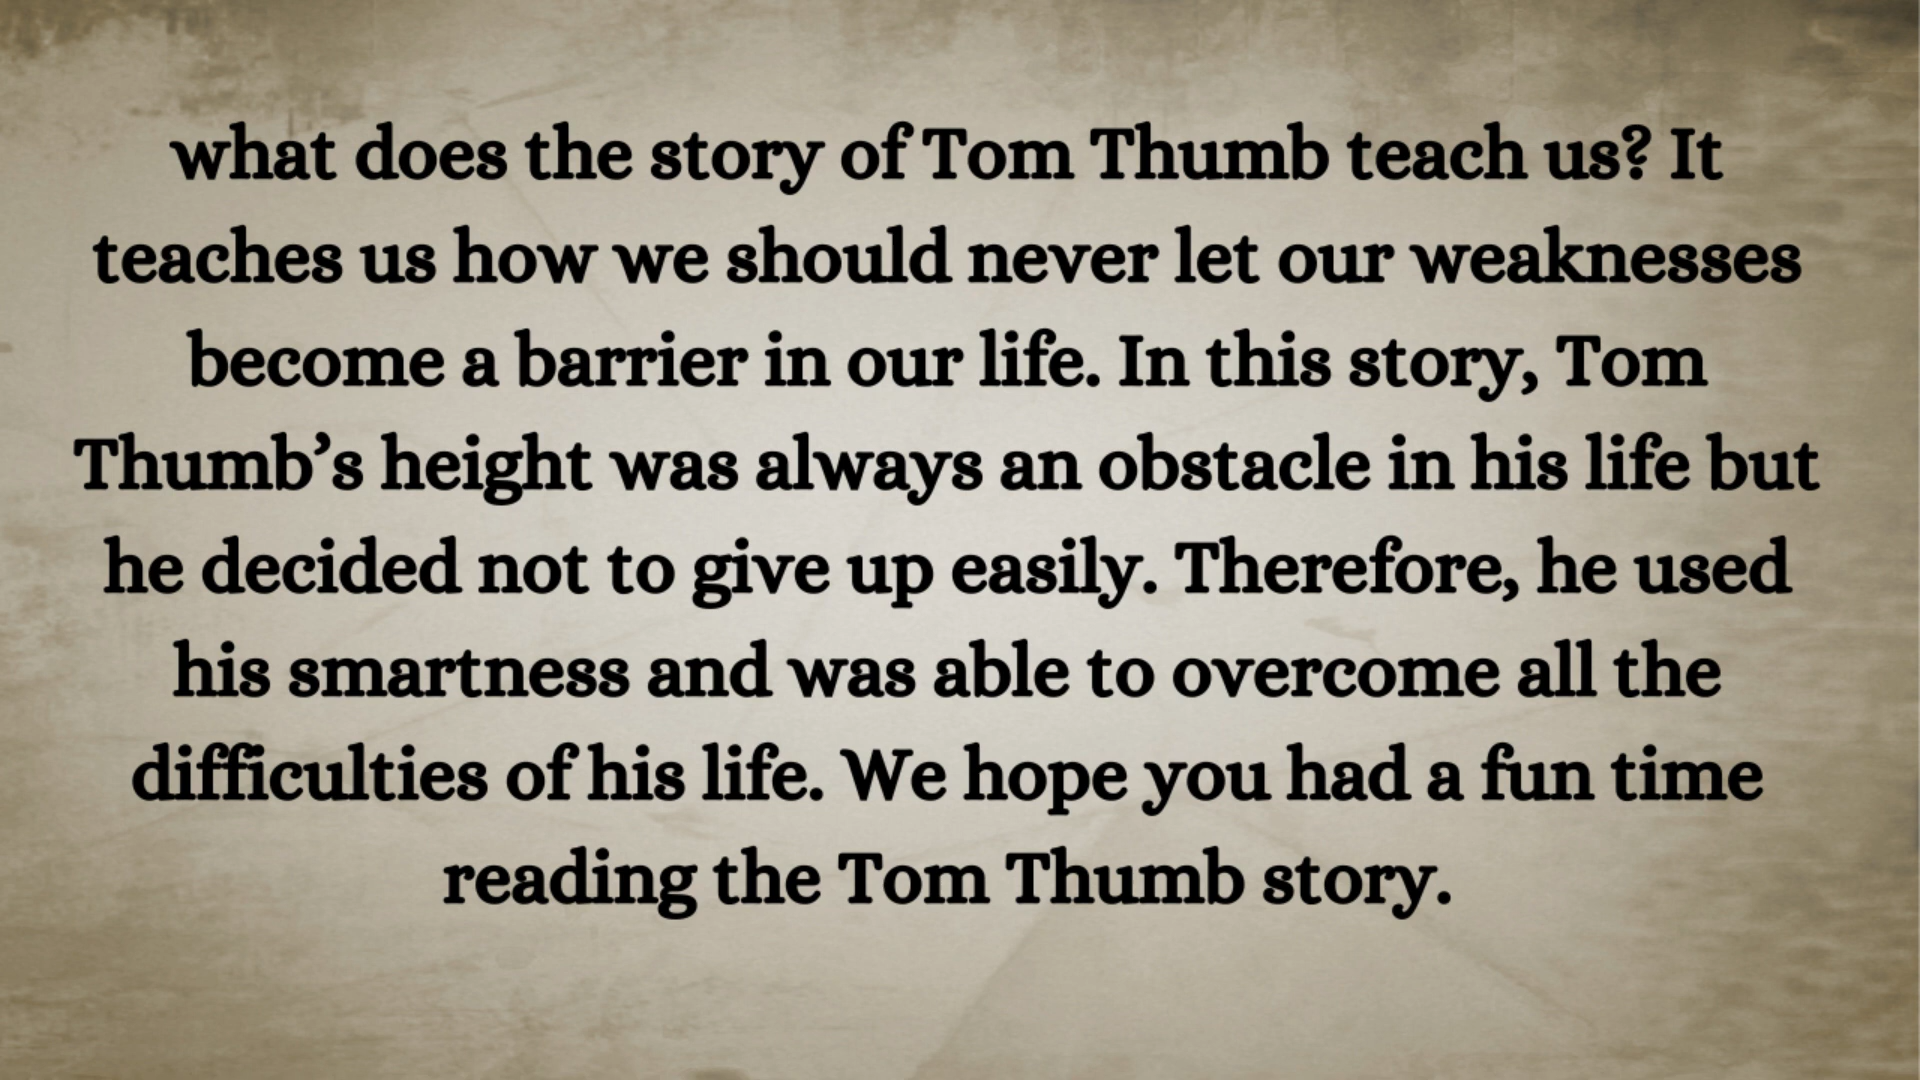 what does the story of Tom Thumb teach us? It
teaches us how we should never let our weaknesses
become a barrier in our life. In this story, Tom
Thumb’s height was always an obstacle in his life but
he decided not to give up easily. Therefore, he used
his smartness and was able to overcome all the
difficulties of his life. We hope you had a fun time
reading the Tom Thumb story.